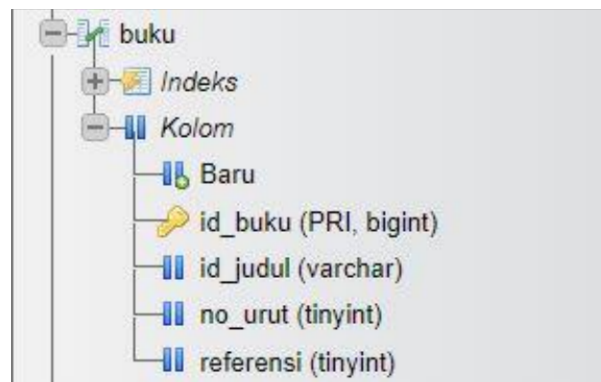 buku
Indeks
Kolom
Baru
id_buku (PRI, bigint)
id_judul (varchar)
no_urut (tinyint)
referensi (tinyint)